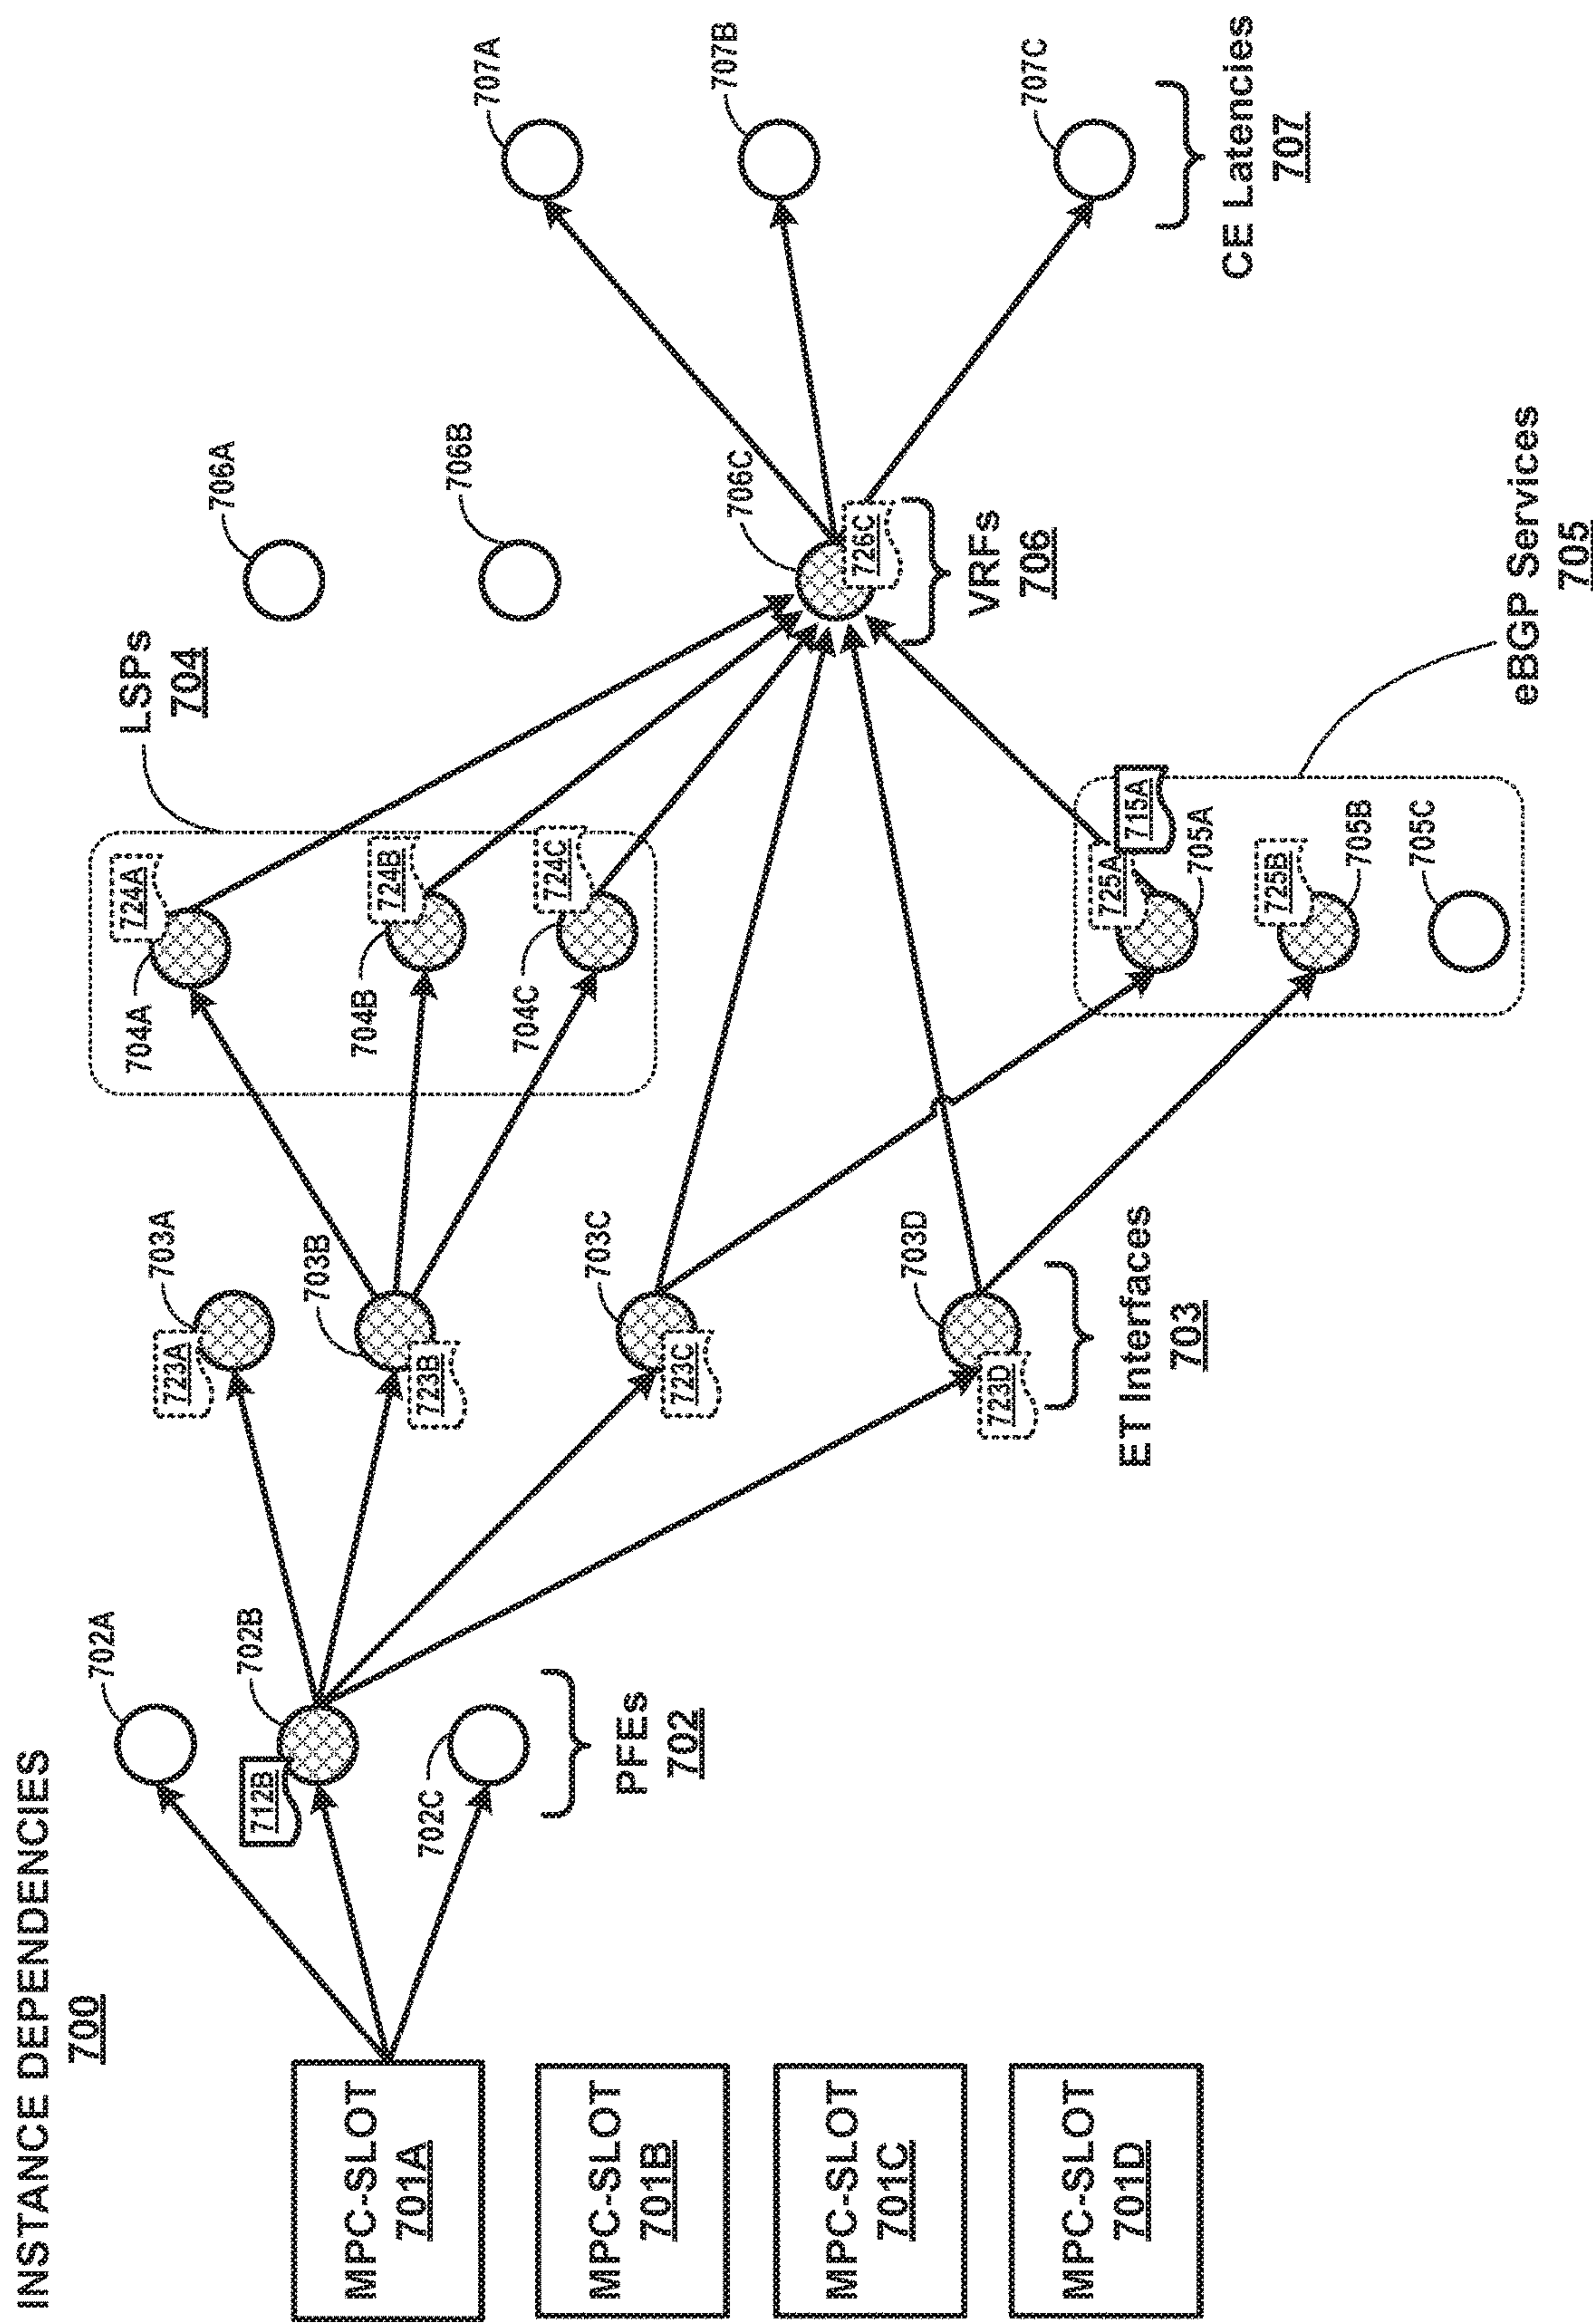 INSTANCE DEPENDENCIES
700
MPC-SLOT
701A
MPC-SLOT
701B
MPC-SLOT
701C
MPC-SLOT
701D
702A
702B
712B
702C
PFEs
702
703A
723A
703B
723B
703C
723C
703D
723D
ET Interfaces
703
LSPs
704
704A
724A
704B
724B
704C
724C
715A
725A
705A
725B
705B
705C
eBGP Services
705
706A
706B
706C
726C
VRFs
706
707A
707B
707C
CE Latencies
707